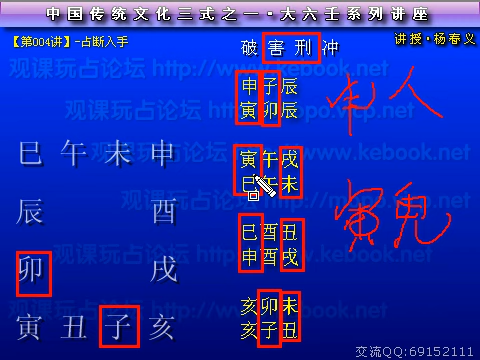 中国传统文化三式之一·大六壬系列讲座
【第004讲】-占断入手
讲授·杨春义
破害刑冲
申子辰
寅卯辰
寅午戌
巳午未
巳酉丑
申酉戌
亥卯未
亥子丑
巳午未申
辰酉
卯戌
寅丑子亥
寅鬼
观课玩占论坛 http://www.kebook.net
交流QQ:69152111